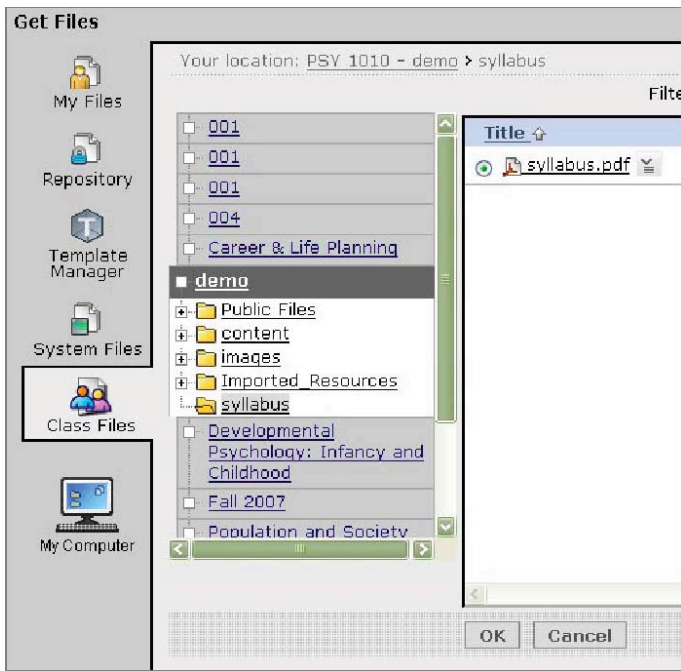 Get Files
My Files
Repository
Template
Manager
System Files
Class Files
My Computer
Your location: PSY 1010 - demo > syllabus
001
001
001
004
Career & Life Planning
demo
Public Files
content
images
Imported_Resources
syllabus
Developmental
Psychology: Infancy and
Childhood
Fall 2007
Population and Society
Filte
Title
syllabus.pdf
OK
Cancel